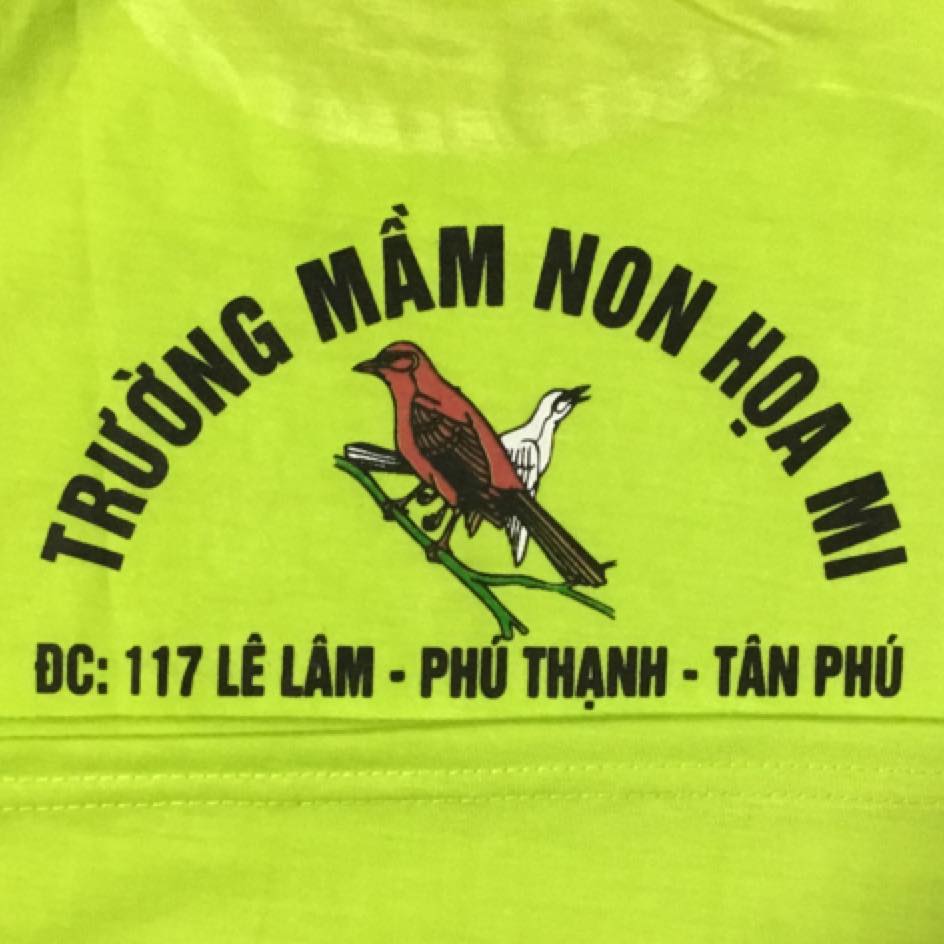 TRƯỜNG MẦM NON HỌA MI
ĐC: 117 LÊ LÂM - PHÚ THẠNH - TÂN PHÚ